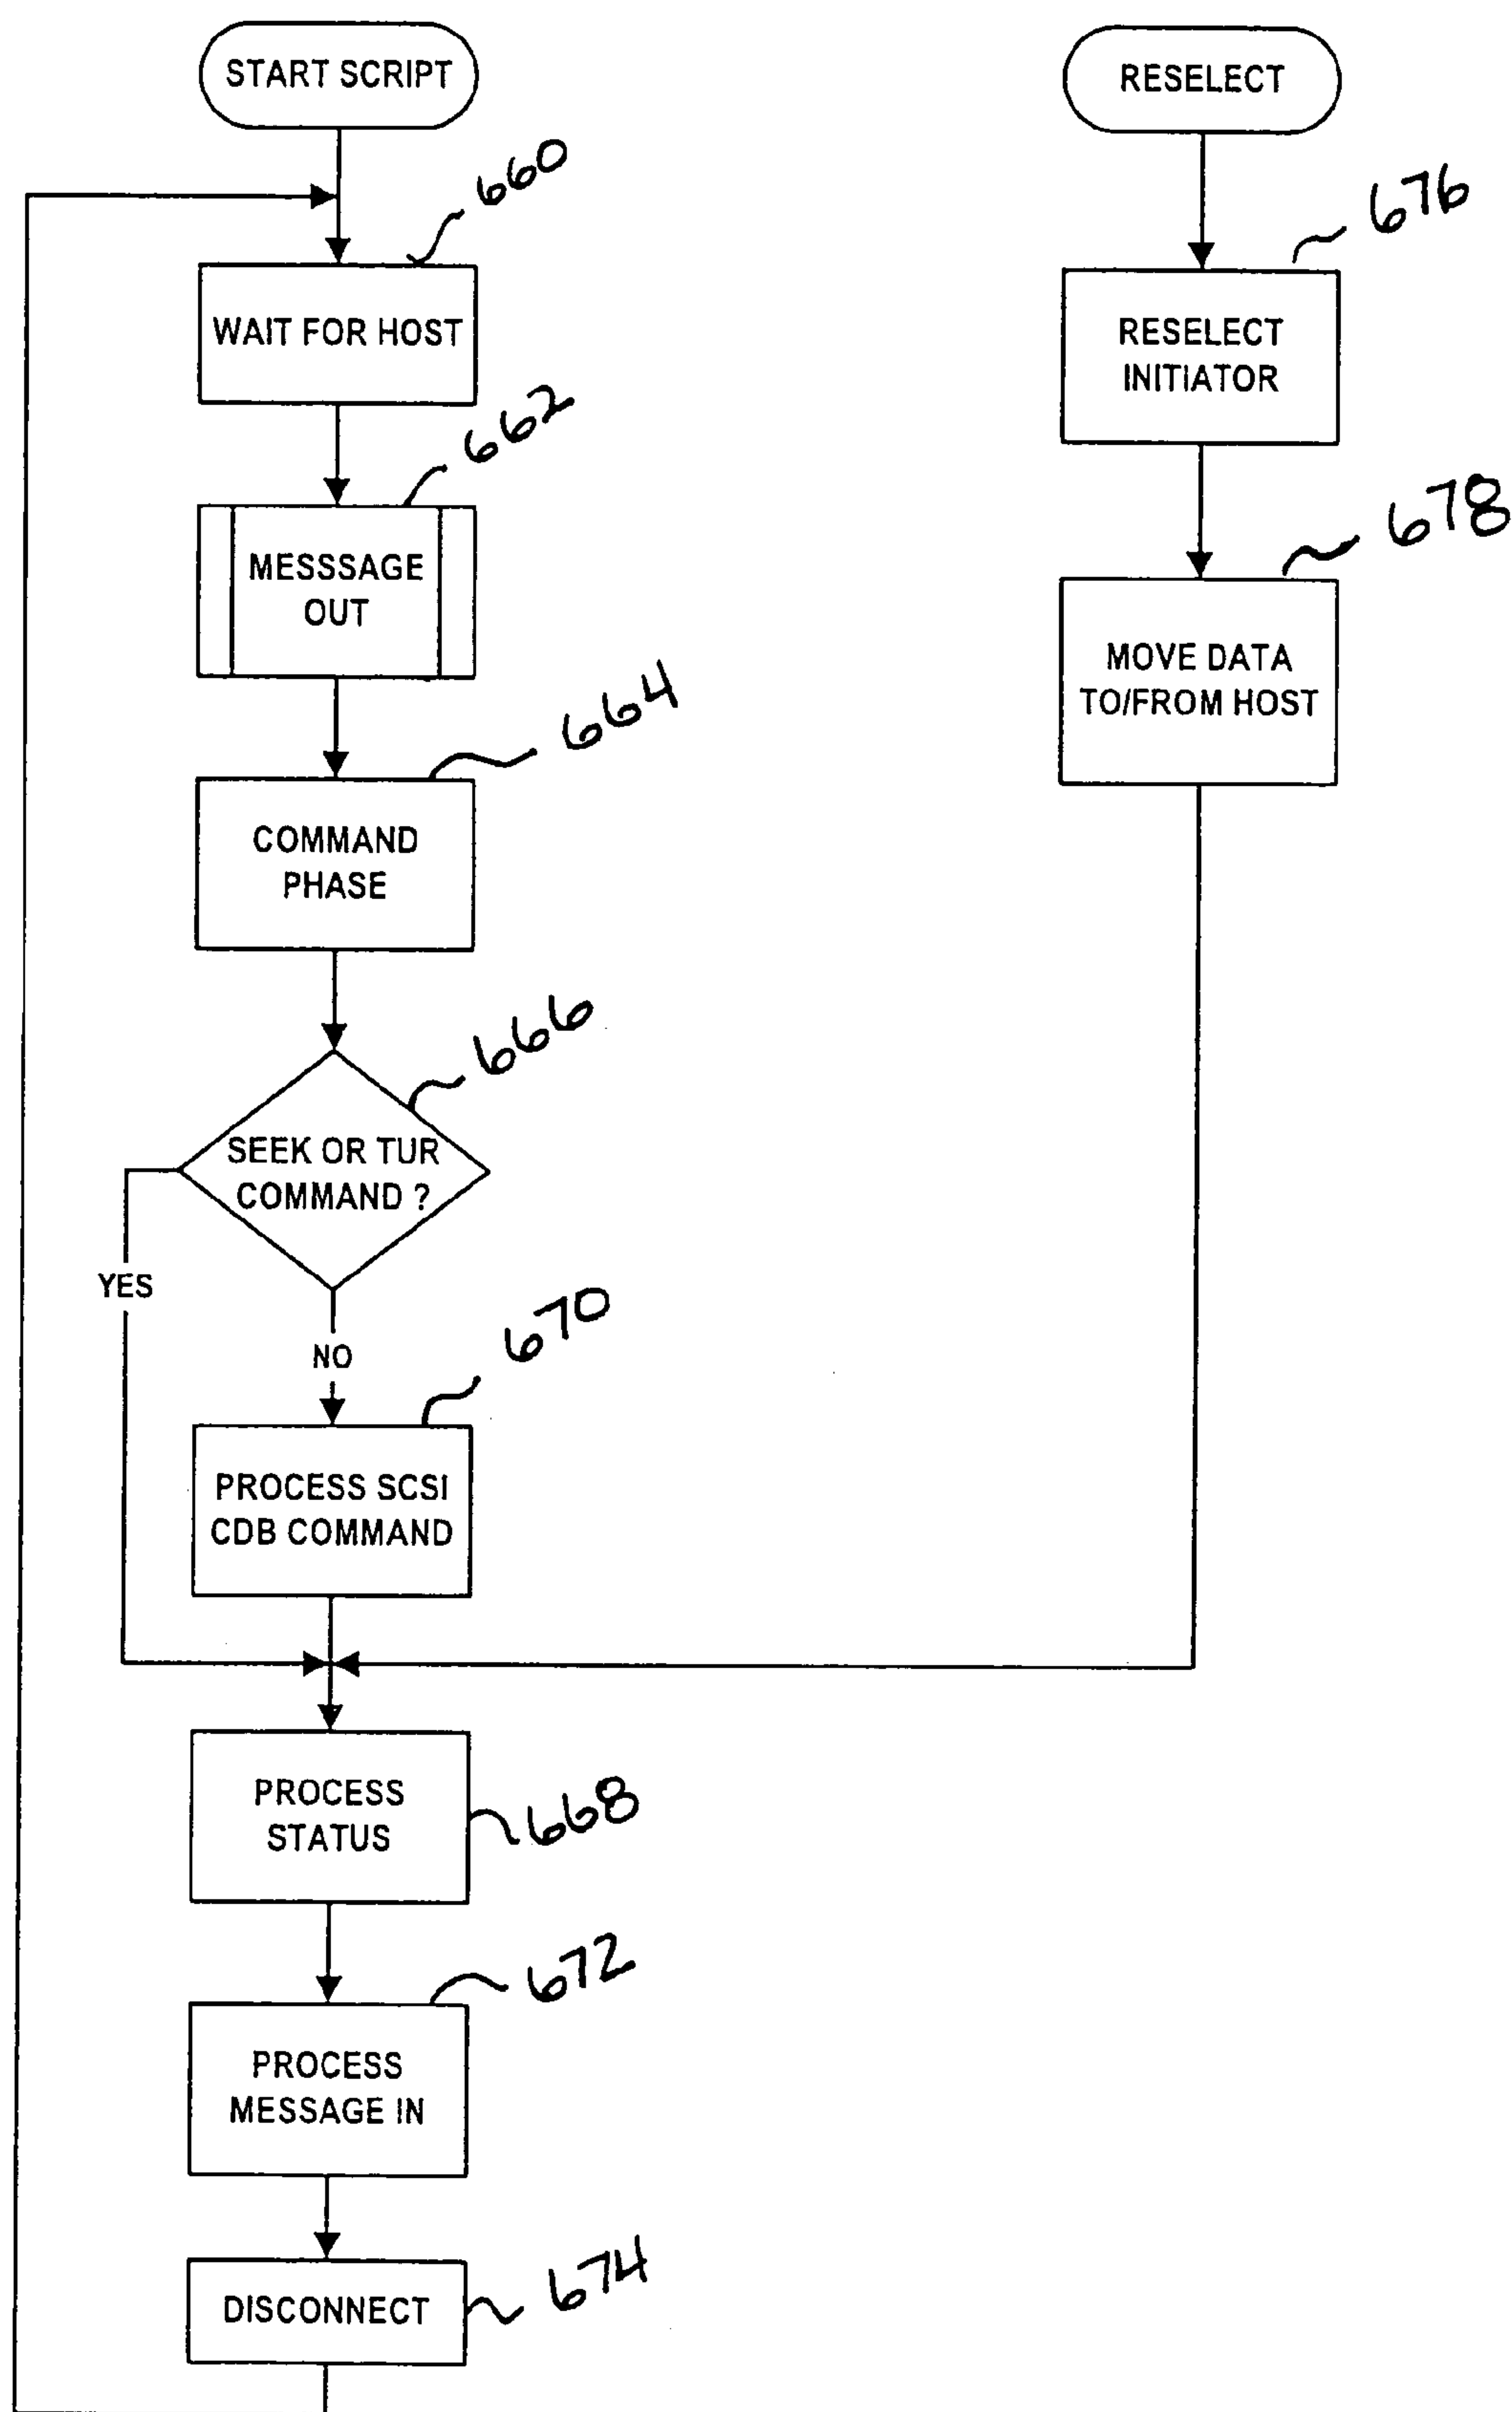 START SCRIPT
660
WAIT FOR HOST
662
MESSSAGE
OUT
664
COMMAND
PHASE
666
SEEK OR TUR
COMMAND ?
YES
NO
670
PROCESS SCSI
CDB COMMAND
PROCESS
STATUS
668
672
PROCESS
MESSAGE IN
DISCONNECT
674
RESELECT
676
RESELECT
INITIATOR
678
MOVE DATA
TO/FROM HOST